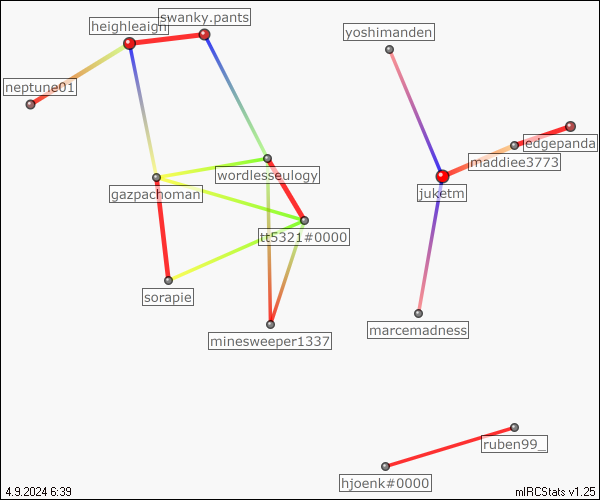 swanky.pants
heighleaign
yoshimanden
neptune01
edgepanda
maddiee3773
wordlesseulogy
gazpachoman
juketm
tt5321#0000
sorapie
marcemadness
minesweeper1337
ruben99_
hjoenk#0000
4.9.2024 6:39
mIRCStats v1.25